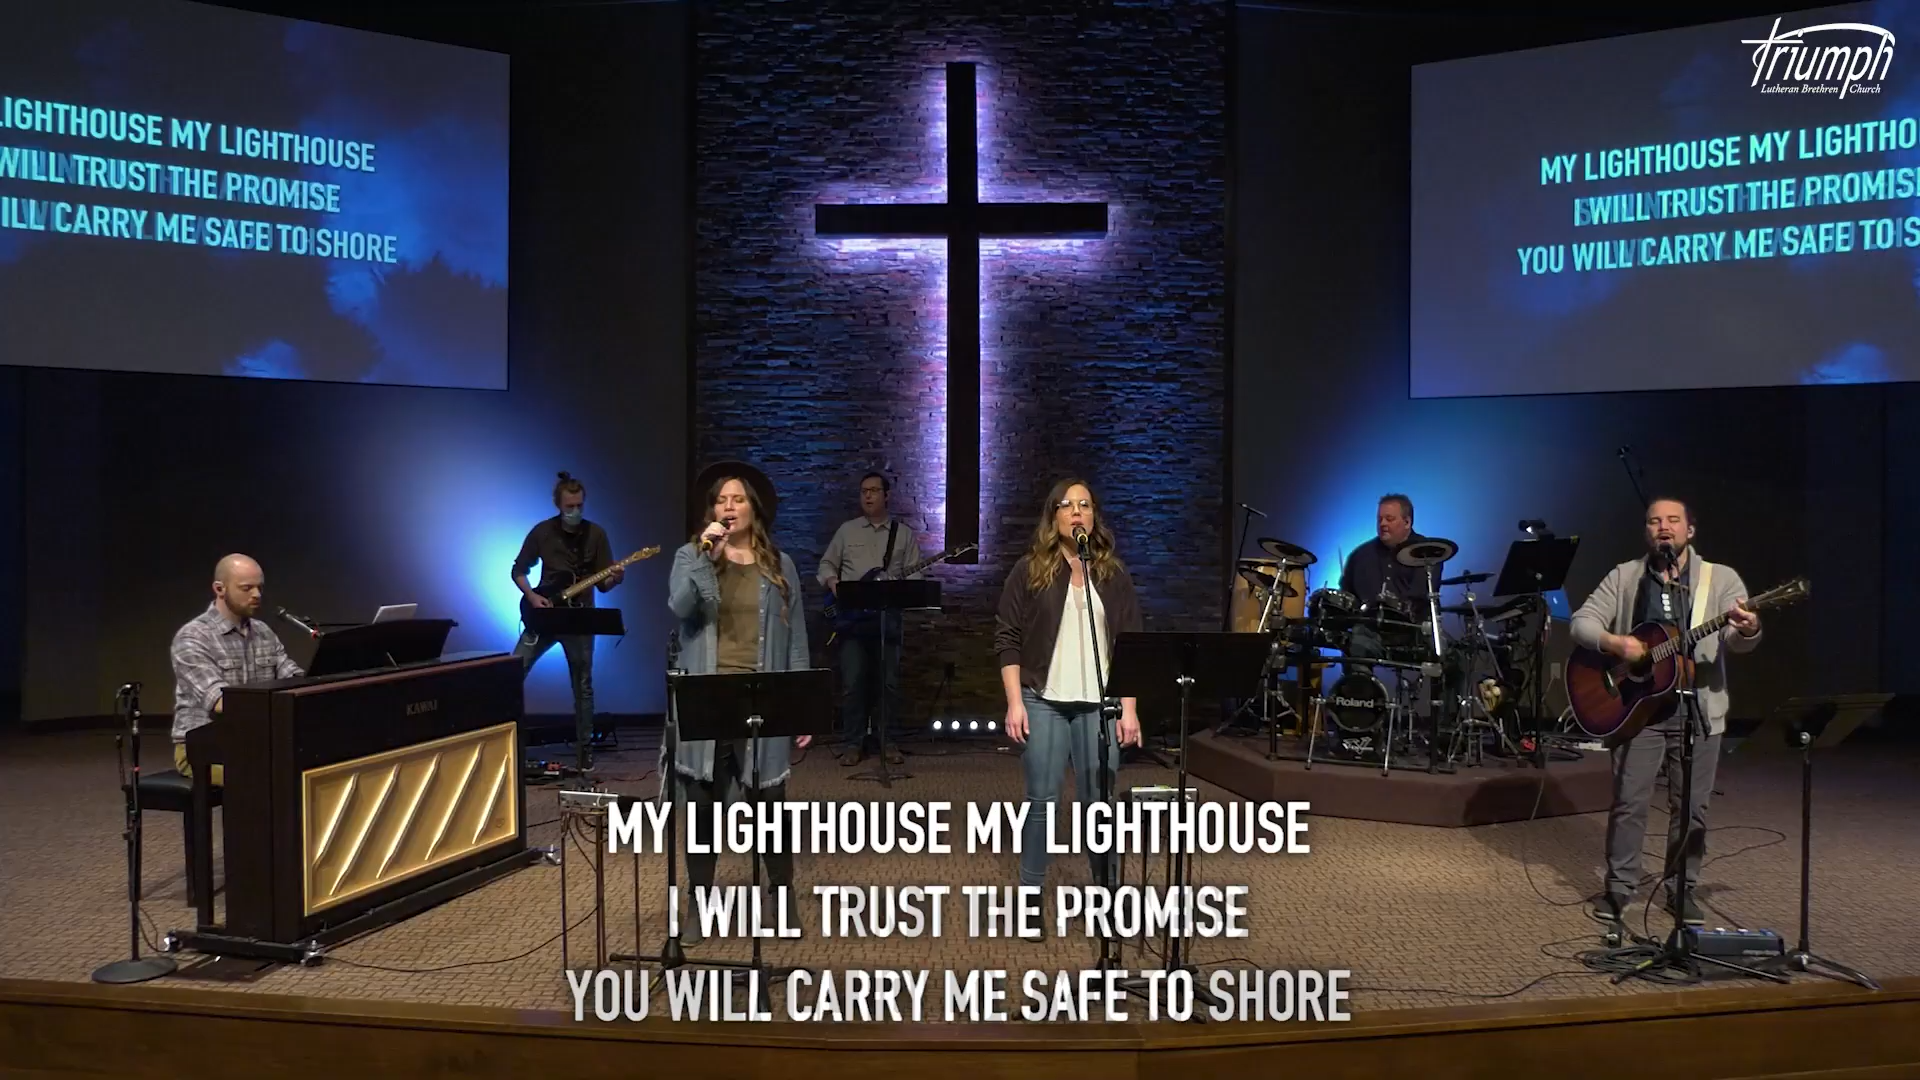 Triumph
Lutheran Brethren Church
LIGHTHOUSE MY LIGHTHOUSE
WILL TRUST THE PROMISE
ILL CARRY ME SAFE TO SHORE
MY LIGHTHOUSE MY LIGHTHO
I WILL TRUST THE PROMIS
YOU WILL CARRY ME SAFE TO S
KAWAI
Roland
MY LIGHTHOUSE MY LIGHTHOUSE
I WILL TRUST THE PROMISE
YOU WILL CARRY ME SAFE TO SHORE